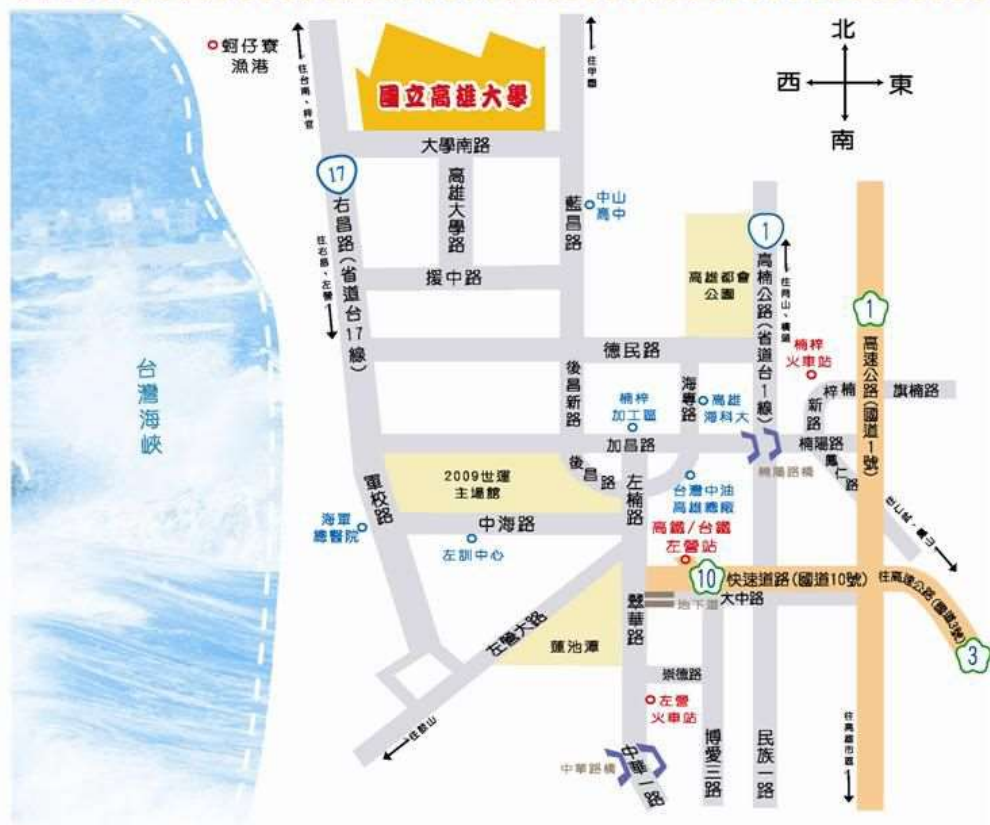 北
西
東
南
蚵仔寮
漁港
往台南、梓官
國立高雄大學
往甲圍
大學南路
17
右昌路(省道台17線)
高雄大學路
藍昌路
中山
高中
往右昌、左營
援中路
高雄都會
公園
1
高楠公路(省道台1線)
往岡山、橋頭
1
高速公路(國道1號)
德民路
楠梓
火車站
台灣海峽
後昌新路
楠梓
加工區
海專路
高雄
海科大
楠梓新路
旗楠路
加昌路
楠陽路
楠陽路橋
鳳仁路
2009世運
主場館
後昌路
左楠路
台灣中油
高雄總廠
軍校路
海軍
總醫院
中海路
左訓中心
高鐵/台鐵
左營站
10
快速道路(國道10號)
往高速公路(國道3號)
3
大中路
地下道
翠華路
左營大路
蓮池潭
崇德路
左營
火車站
往鼓山
中華路橋
中華一路
博愛三路
民族一路
往高雄市區